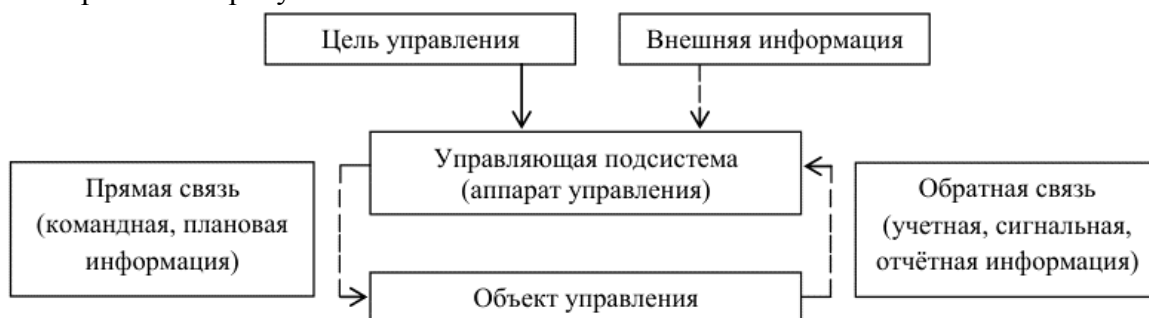 Цель управления
Внешняя информация
Управляющая подсистема
(аппарат управления)
Прямая связь
(командная, плановая
информация)
Обратная связь
(учетная, сигнальная,
отчётная информация)
Объект управления